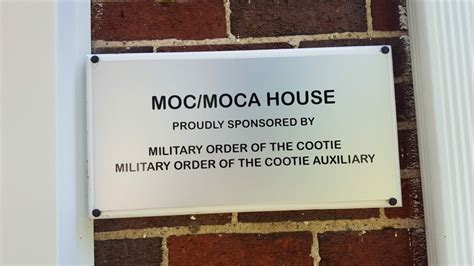 MOC/MOCA HOUSE
PROUDLY SPONSORED BY
MILITARY ORDER OF THE COOTIE
MILITARY ORDER OF THE COOTIE AUXILIARY